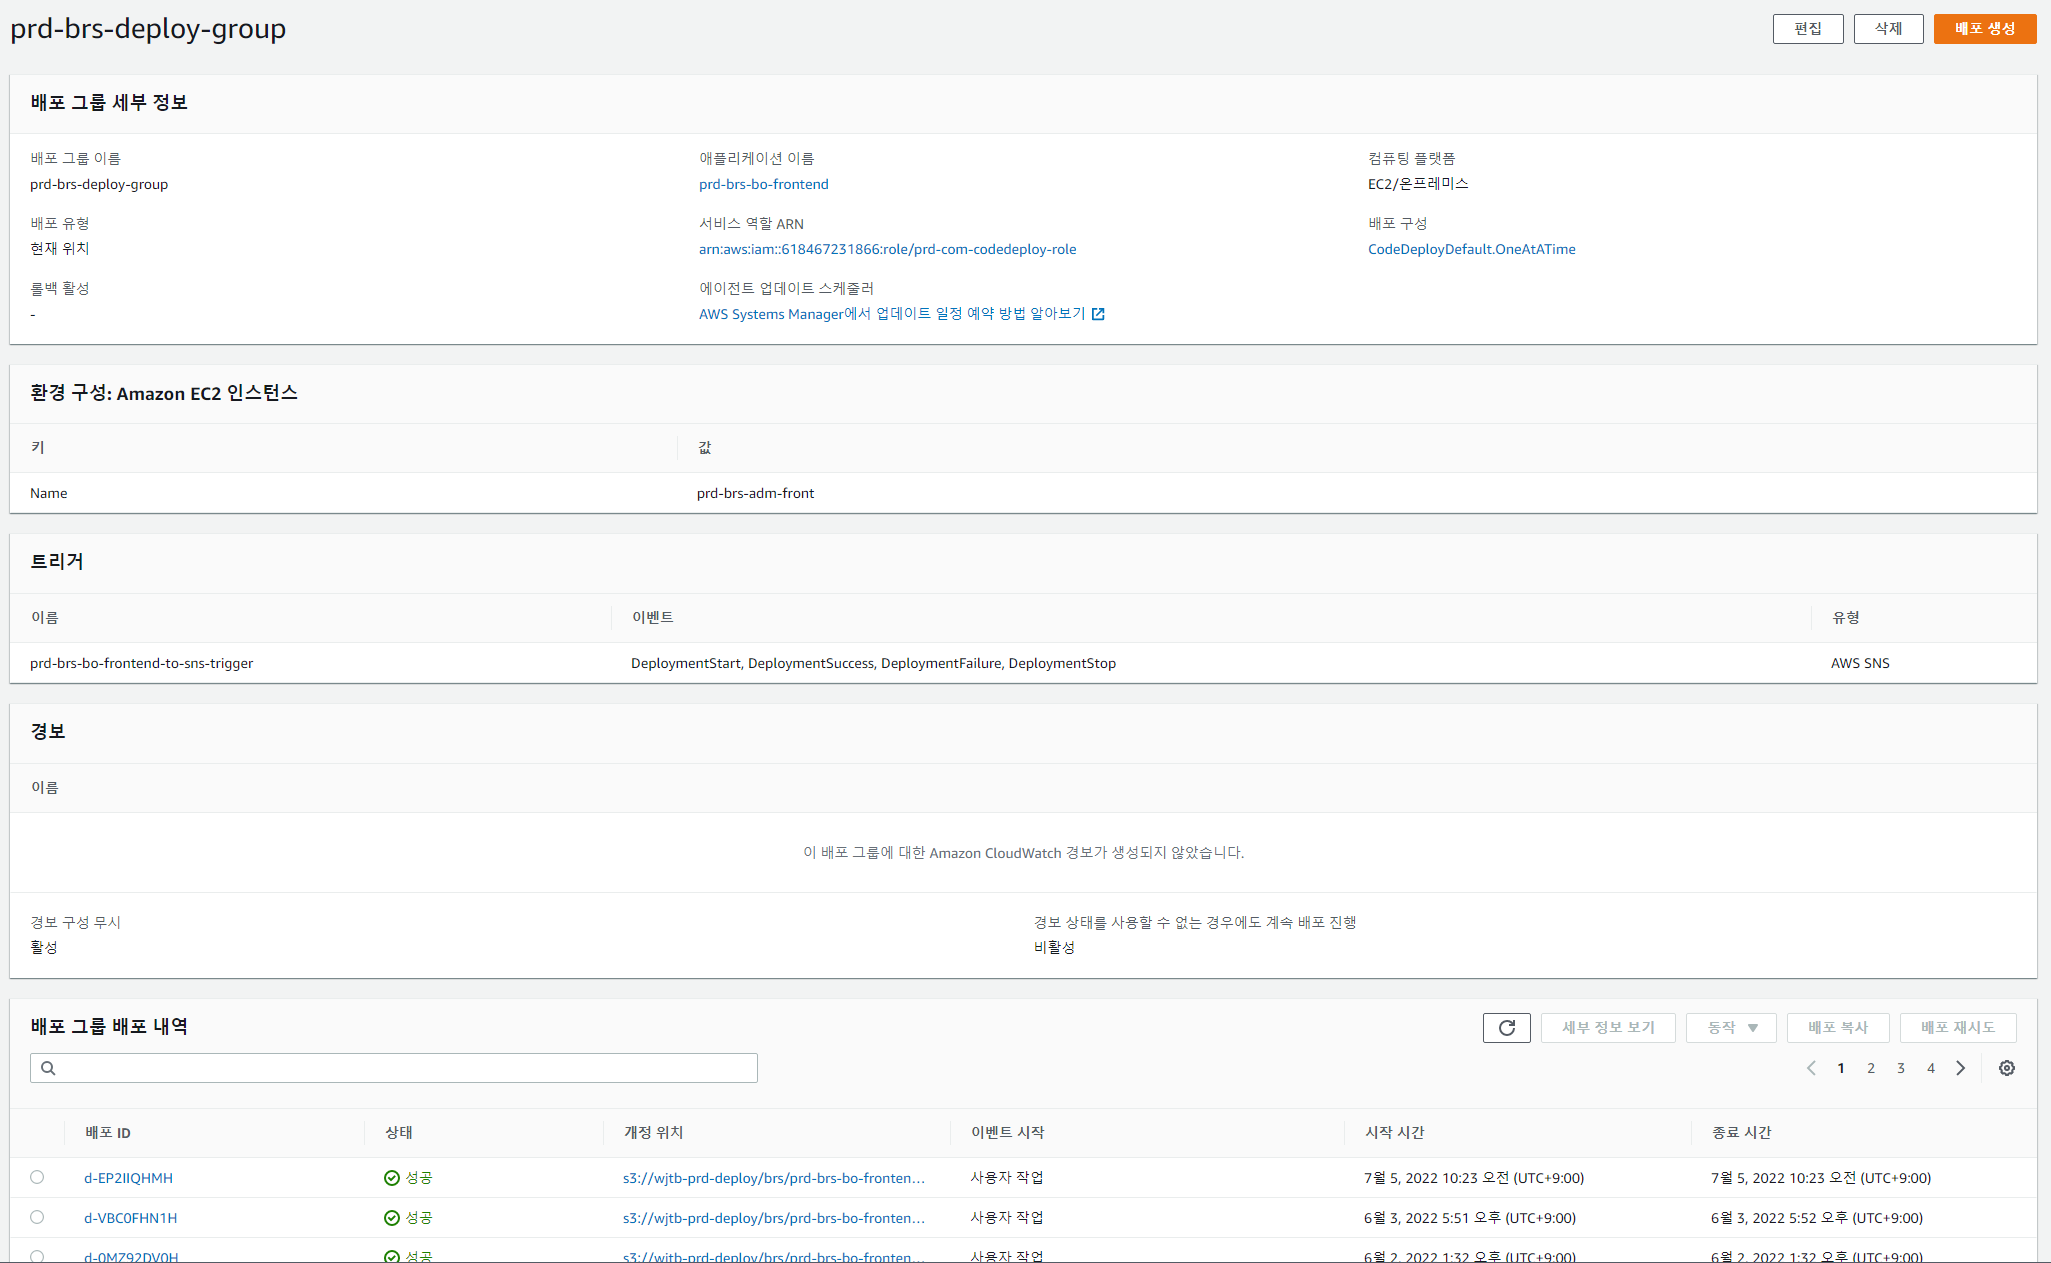 prd-brs-deploy-group
편집 삭제 배포 생성
배포 그룹 세부 정보
배포 그룹 이름 애플리케이션 이름 컴퓨팅 플랫폼
prd-brs-deploy-group prd-brs-bo-frontend EC2/온프레미스
배포 유형 서비스 역할 ARN 배포 구성
현재 위치 arn:aws:iam::618467231866:role/prd-com-codedeploy-role CodeDeployDefault.OneAtATime
롤백 활성 에이전트 업데이트 스케줄러
- AWS Systems Manager에서 업데이트 일정 예약 방법 알아보기
환경 구성: Amazon EC2 인스턴스
키 값
Name prd-brs-adm-front
트리거
이름 이벤트 유형
prd-brs-bo-frontend-to-sns-trigger DeploymentStart, DeploymentSuccess, DeploymentFailure, DeploymentStop AWS SNS
경보
이름
이 배포 그룹에 대한 Amazon CloudWatch 경보가 생성되지 않았습니다.
경보 구성 무시 경보 상태를 사용할 수 없는 경우에도 계속 배포 진행
활성 비활성
배포 그룹 배포 내역
세부 정보 보기 동작 배포 복사 배포 재시도
1 2 3 4
배포 ID 상태 개정 위치 이벤트 시작 시작 시간 종료 시간
d-EP2IIQHMH 성공 s3://wjtb-prd-deploy/brs/prd-brs-bo-fronten... 사용자 작업 7월 5, 2022 10:23 오전 (UTC+9:00) 7월 5, 2022 10:23 오전 (UTC+9:00)
d-VBC0FHN1H 성공 s3://wjtb-prd-deploy/brs/prd-brs-bo-fronten... 사용자 작업 6월 3, 2022 5:51 오후 (UTC+9:00) 6월 3, 2022 5:52 오후 (UTC+9:00)
d-0MZ92DV0H 성공 s3://wjtb-prd-deploy/brs/prd-brs-bo-fronten... 사용자 작업 6월 2, 2022 1:32 오후 (UTC+9:00) 6월 2, 2022 1:32 오후 (UTC+9:00)